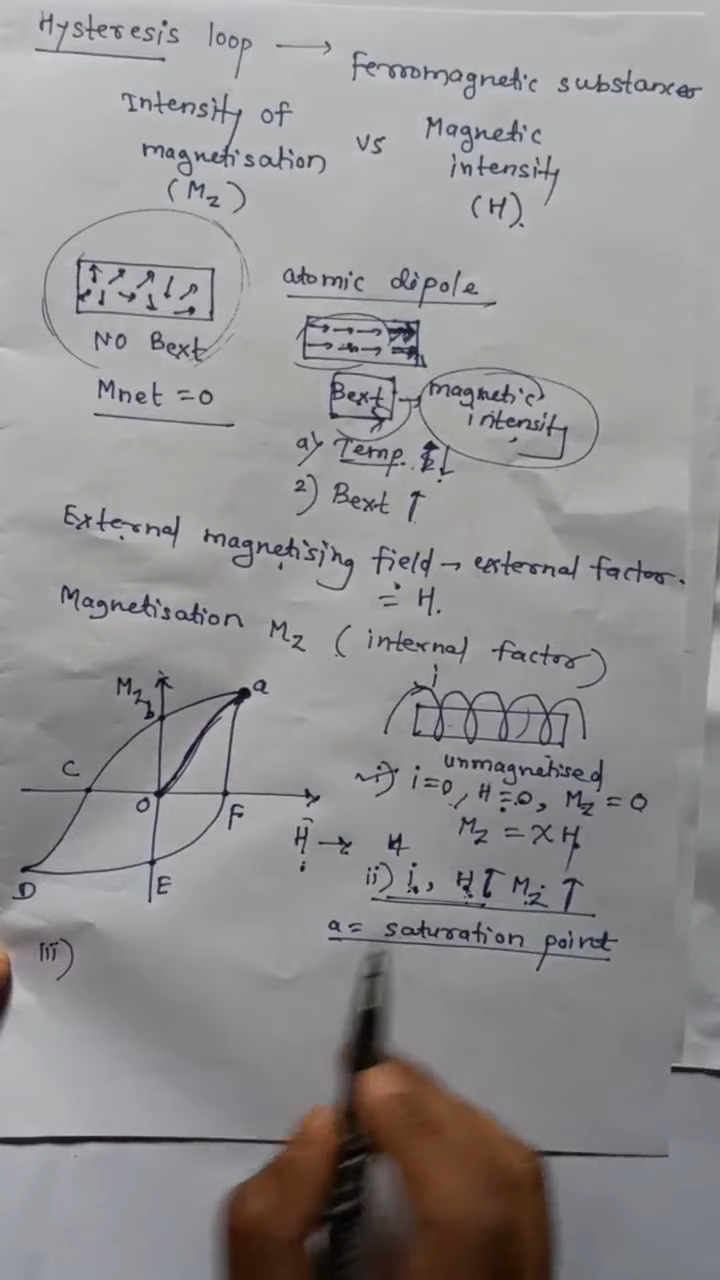 Hysteresis loop → Ferromagnetic substances
Intensity of magnetisation (Mz) vs Magnetic intensity (H).
NO Bext
Mnet = 0
atomic dipole
Bext → magnetic intensity
a) Temp. ↓
2) Bext ↑
External magnetising field → external factor.
= H.
Magnetisation Mz (internal factor)
Mz
b
a
C
O
F
H
D
E
i
unmagnetised
i) i=0, H=0, Mz=0
Mz = χH
ii) i, H↑ Mz ↑
a = saturation point
iii)